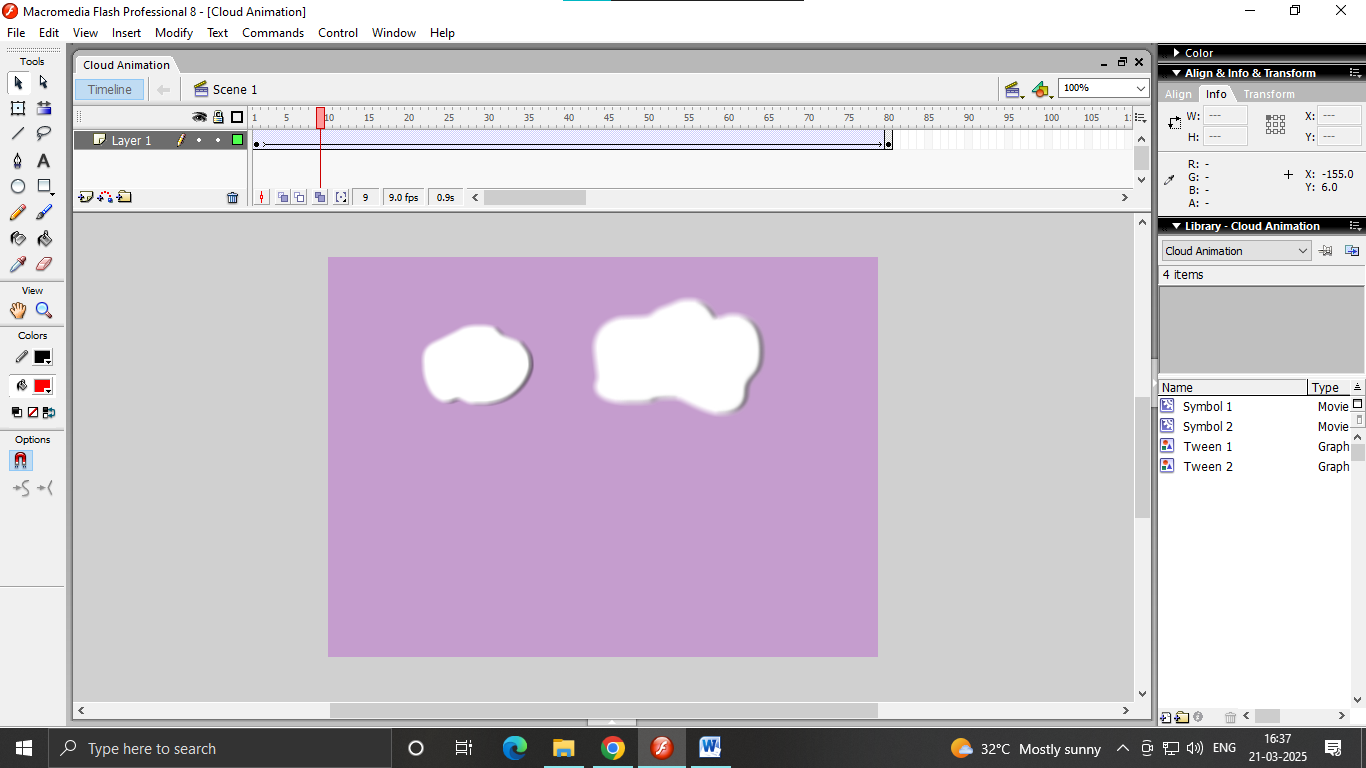 Macromedia Flash Professional 8 - [Cloud Animation]
File Edit View Insert Modify Text Commands Control Window Help
Tools
Cloud Animation
Timeline
Scene 1
100%
1 5 10 15 20 25 30 35 40 45 50 55 60 65 70 75 80 85 90 95 100 105
Layer 1
9 9.0 fps 0.9s
View
Colors
Options
Color
Align & Info & Transform
Align Info Transform
W: --- X: ---
H: --- Y: ---
R: -
G: - X: -155.0
B: - Y: 6.0
A: -
Library - Cloud Animation
Cloud Animation
4 items
Name Type
Symbol 1 Movie
Symbol 2 Movie
Tween 1 Graph
Tween 2 Graph
Type here to search
32°C Mostly sunny
ENG
16:37
21-03-2025